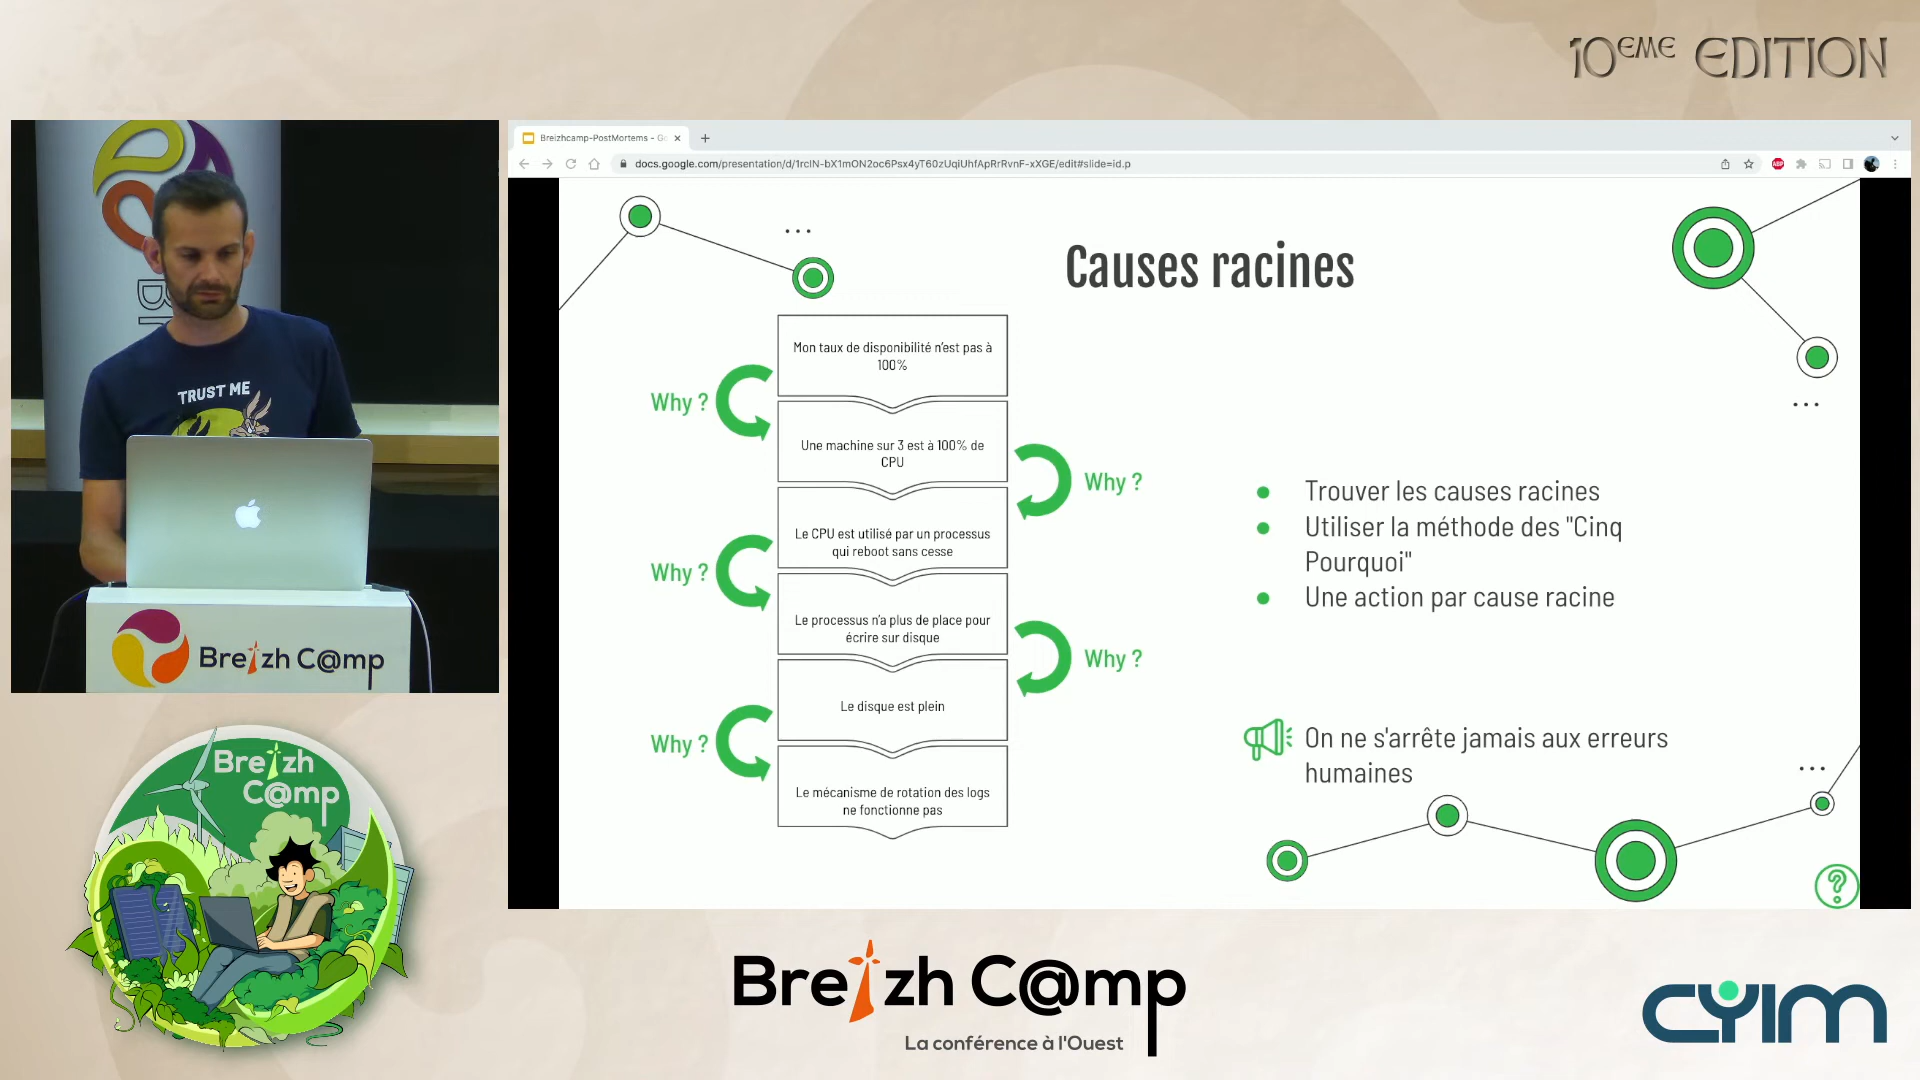 10EME EDITION
Breizhcamp-PostMortems - Go
docs.google.com/presentation/d/1rclN-bX1mON2oc6Psx4yT60zUqiUhfApRrRvnF-xXGE/edit#slide=id.p
ABP
Causes racines
Mon taux de disponibilité n'est pas à
100%
Why ?
Une machine sur 3 est à 100% de
CPU
Why ?
Le CPU est utilisé par un processus
qui reboot sans cesse
Why ?
Le processus n'a plus de place pour
écrire sur disque
Why ?
Le disque est plein
Why ?
Le mécanisme de rotation des logs
ne fonctionne pas
Trouver les causes racines
Utiliser la méthode des "Cinq
Pourquoi"
Une action par cause racine
On ne s'arrête jamais aux erreurs
humaines
TRUST ME
Breizh C@mp
Breizh
C@mp
Breizh C@mp
La conférence à l'Ouest
CYIM